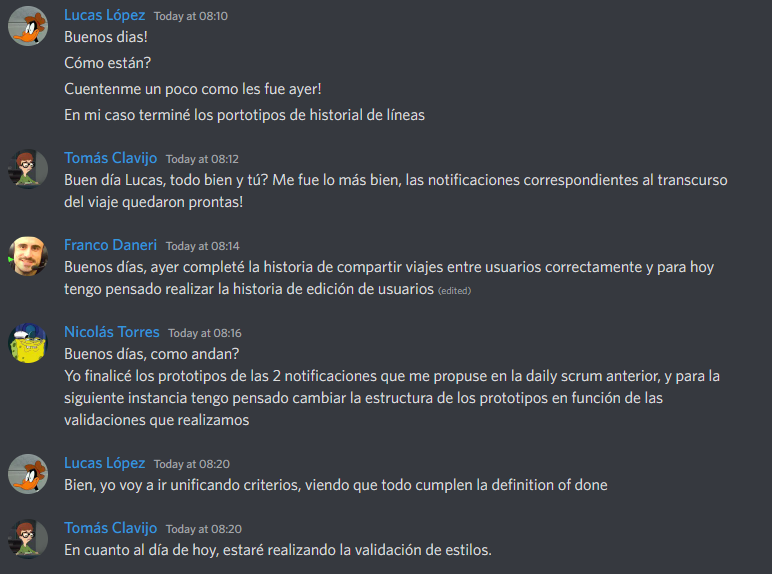 Lucas López Today at 08:10
Buenos dias!
Cómo están?
Cuentenme un poco como les fue ayer!
En mi caso terminé los portotipos de historial de líneas
Tomás Clavijo Today at 08:12
Buen día Lucas, todo bien y tú? Me fue lo más bien, las notificaciones correspondientes al transcurso
del viaje quedaron prontas!
Franco Daneri Today at 08:14
Buenos días, ayer completé la historia de compartir viajes entre usuarios correctamente y para hoy
tengo pensado realizar la historia de edición de usuarios (edited)
Nicolás Torres Today at 08:16
Buenos días, como andan?
Yo finalicé los prototipos de las 2 notificaciones que me propuse en la daily scrum anterior, y para la
siguiente instancia tengo pensado cambiar la estructura de los prototipos en función de las
validaciones que realizamos
Lucas López Today at 08:20
Bien, yo voy a ir unificando criterios, viendo que todo cumplen la definition of done
Tomás Clavijo Today at 08:20
En cuanto al día de hoy, estaré realizando la validación de estilos.